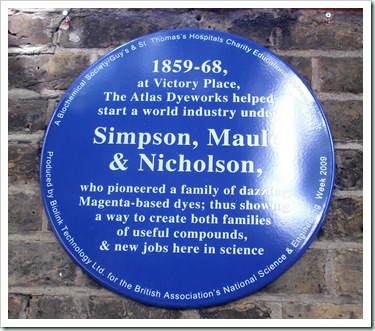 A Biochemical Society/Guy's & St. Thomas's Hospitals Charity Educational
1859-68,
at Victory Place,
The Atlas Dyeworks helped
start a world industry under
Simpson, Maule
& Nicholson,
who pioneered a family of dazzling
Magenta-based dyes; thus showing
a way to create both families
of useful compounds,
& new jobs here in science
Produced by Biolink Technology Ltd. for the British Association's National Science & Engineering Week 2009